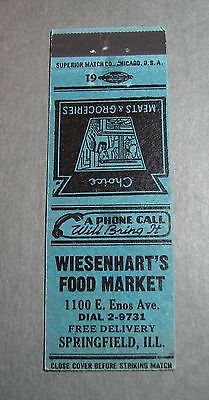 SUPERIOR MATCH CO., CHICAGO, U.S.A.
61
MEATS & GROCERIES
Choice
A PHONE CALL
Will Bring It
WIESENHART'S
FOOD MARKET
1100 E. Enos Ave.
DIAL 2-9731
FREE DELIVERY
SPRINGFIELD, ILL.
CLOSE COVER BEFORE STRIKING MATCH